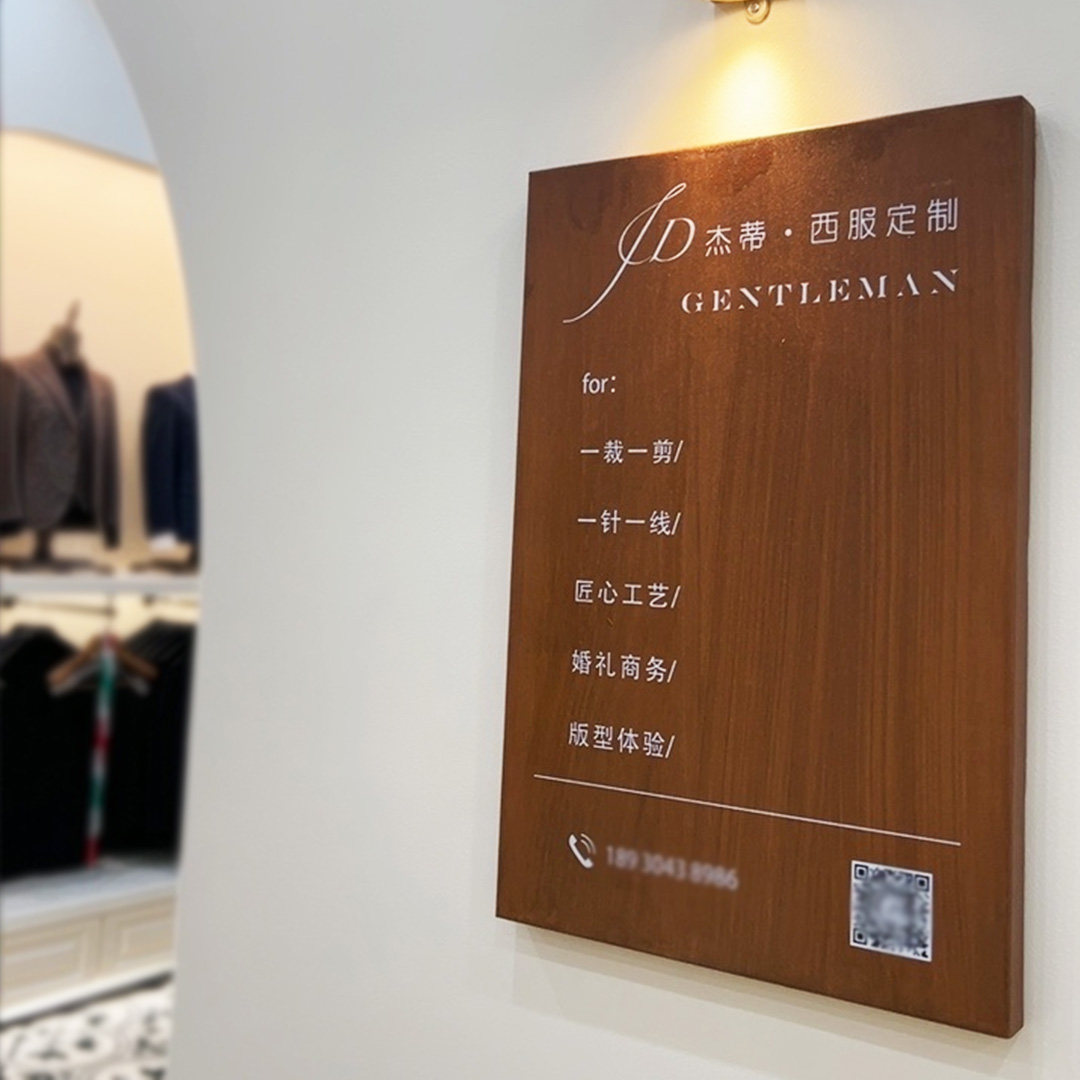 JD 杰蒂·西服定制
GENTLEMAN
for:
一裁一剪/
一针一线/
匠心工艺/
婚礼商务/
版型体验/